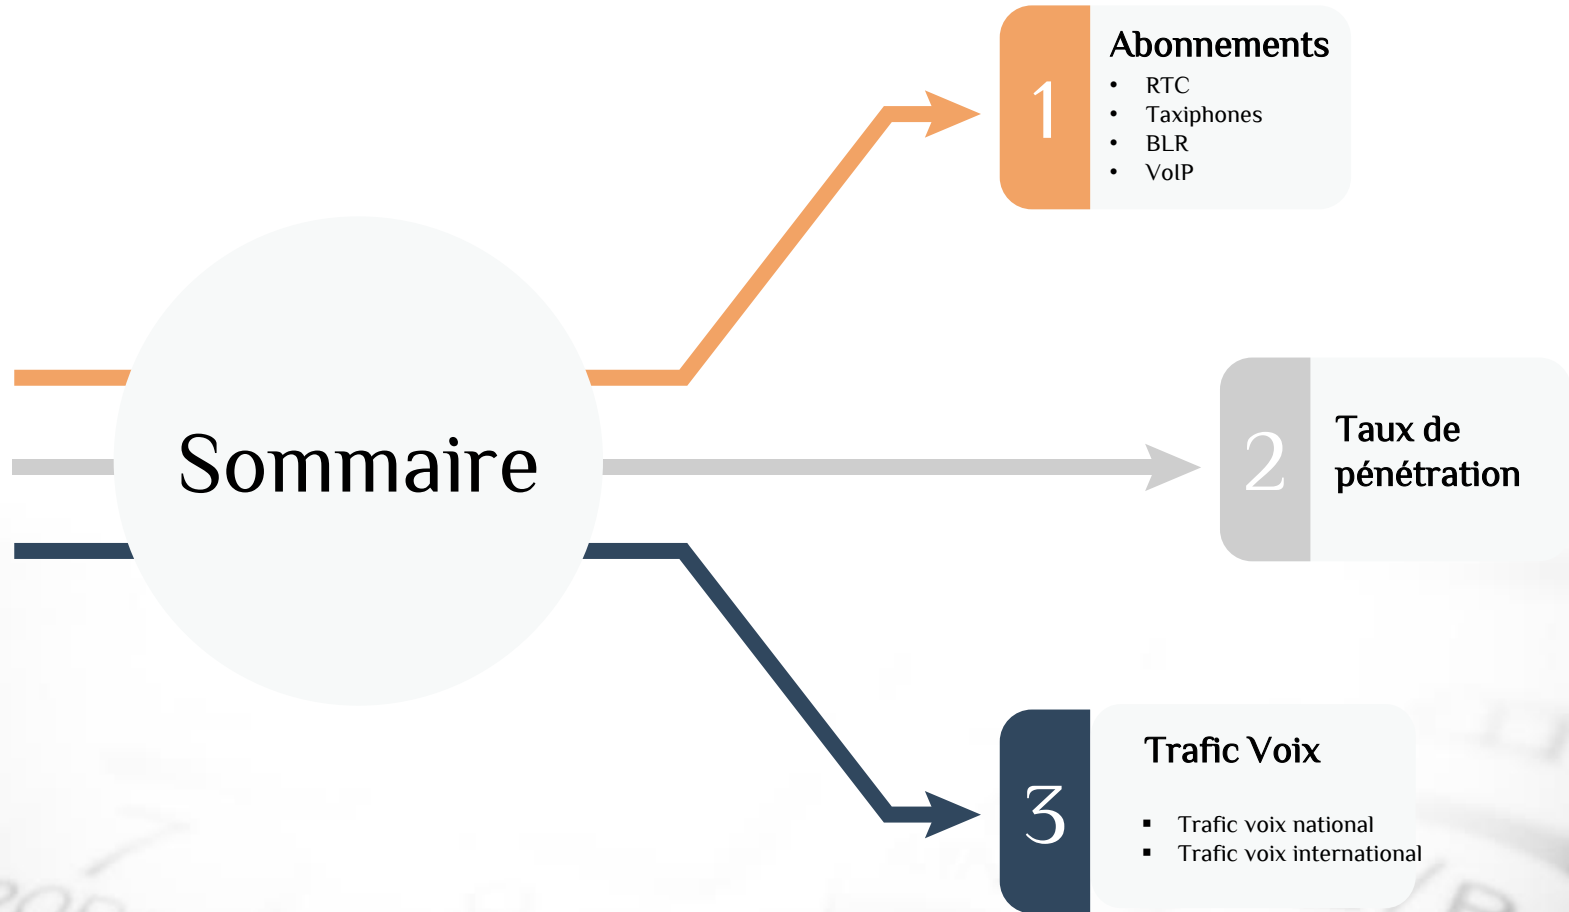 Sommaire
1
Abonnements
• RTC
• Taxiphones
• BLR
• VoIP
2
Taux de
pénétration
3
Trafic Voix
▪ Trafic voix national
▪ Trafic voix international